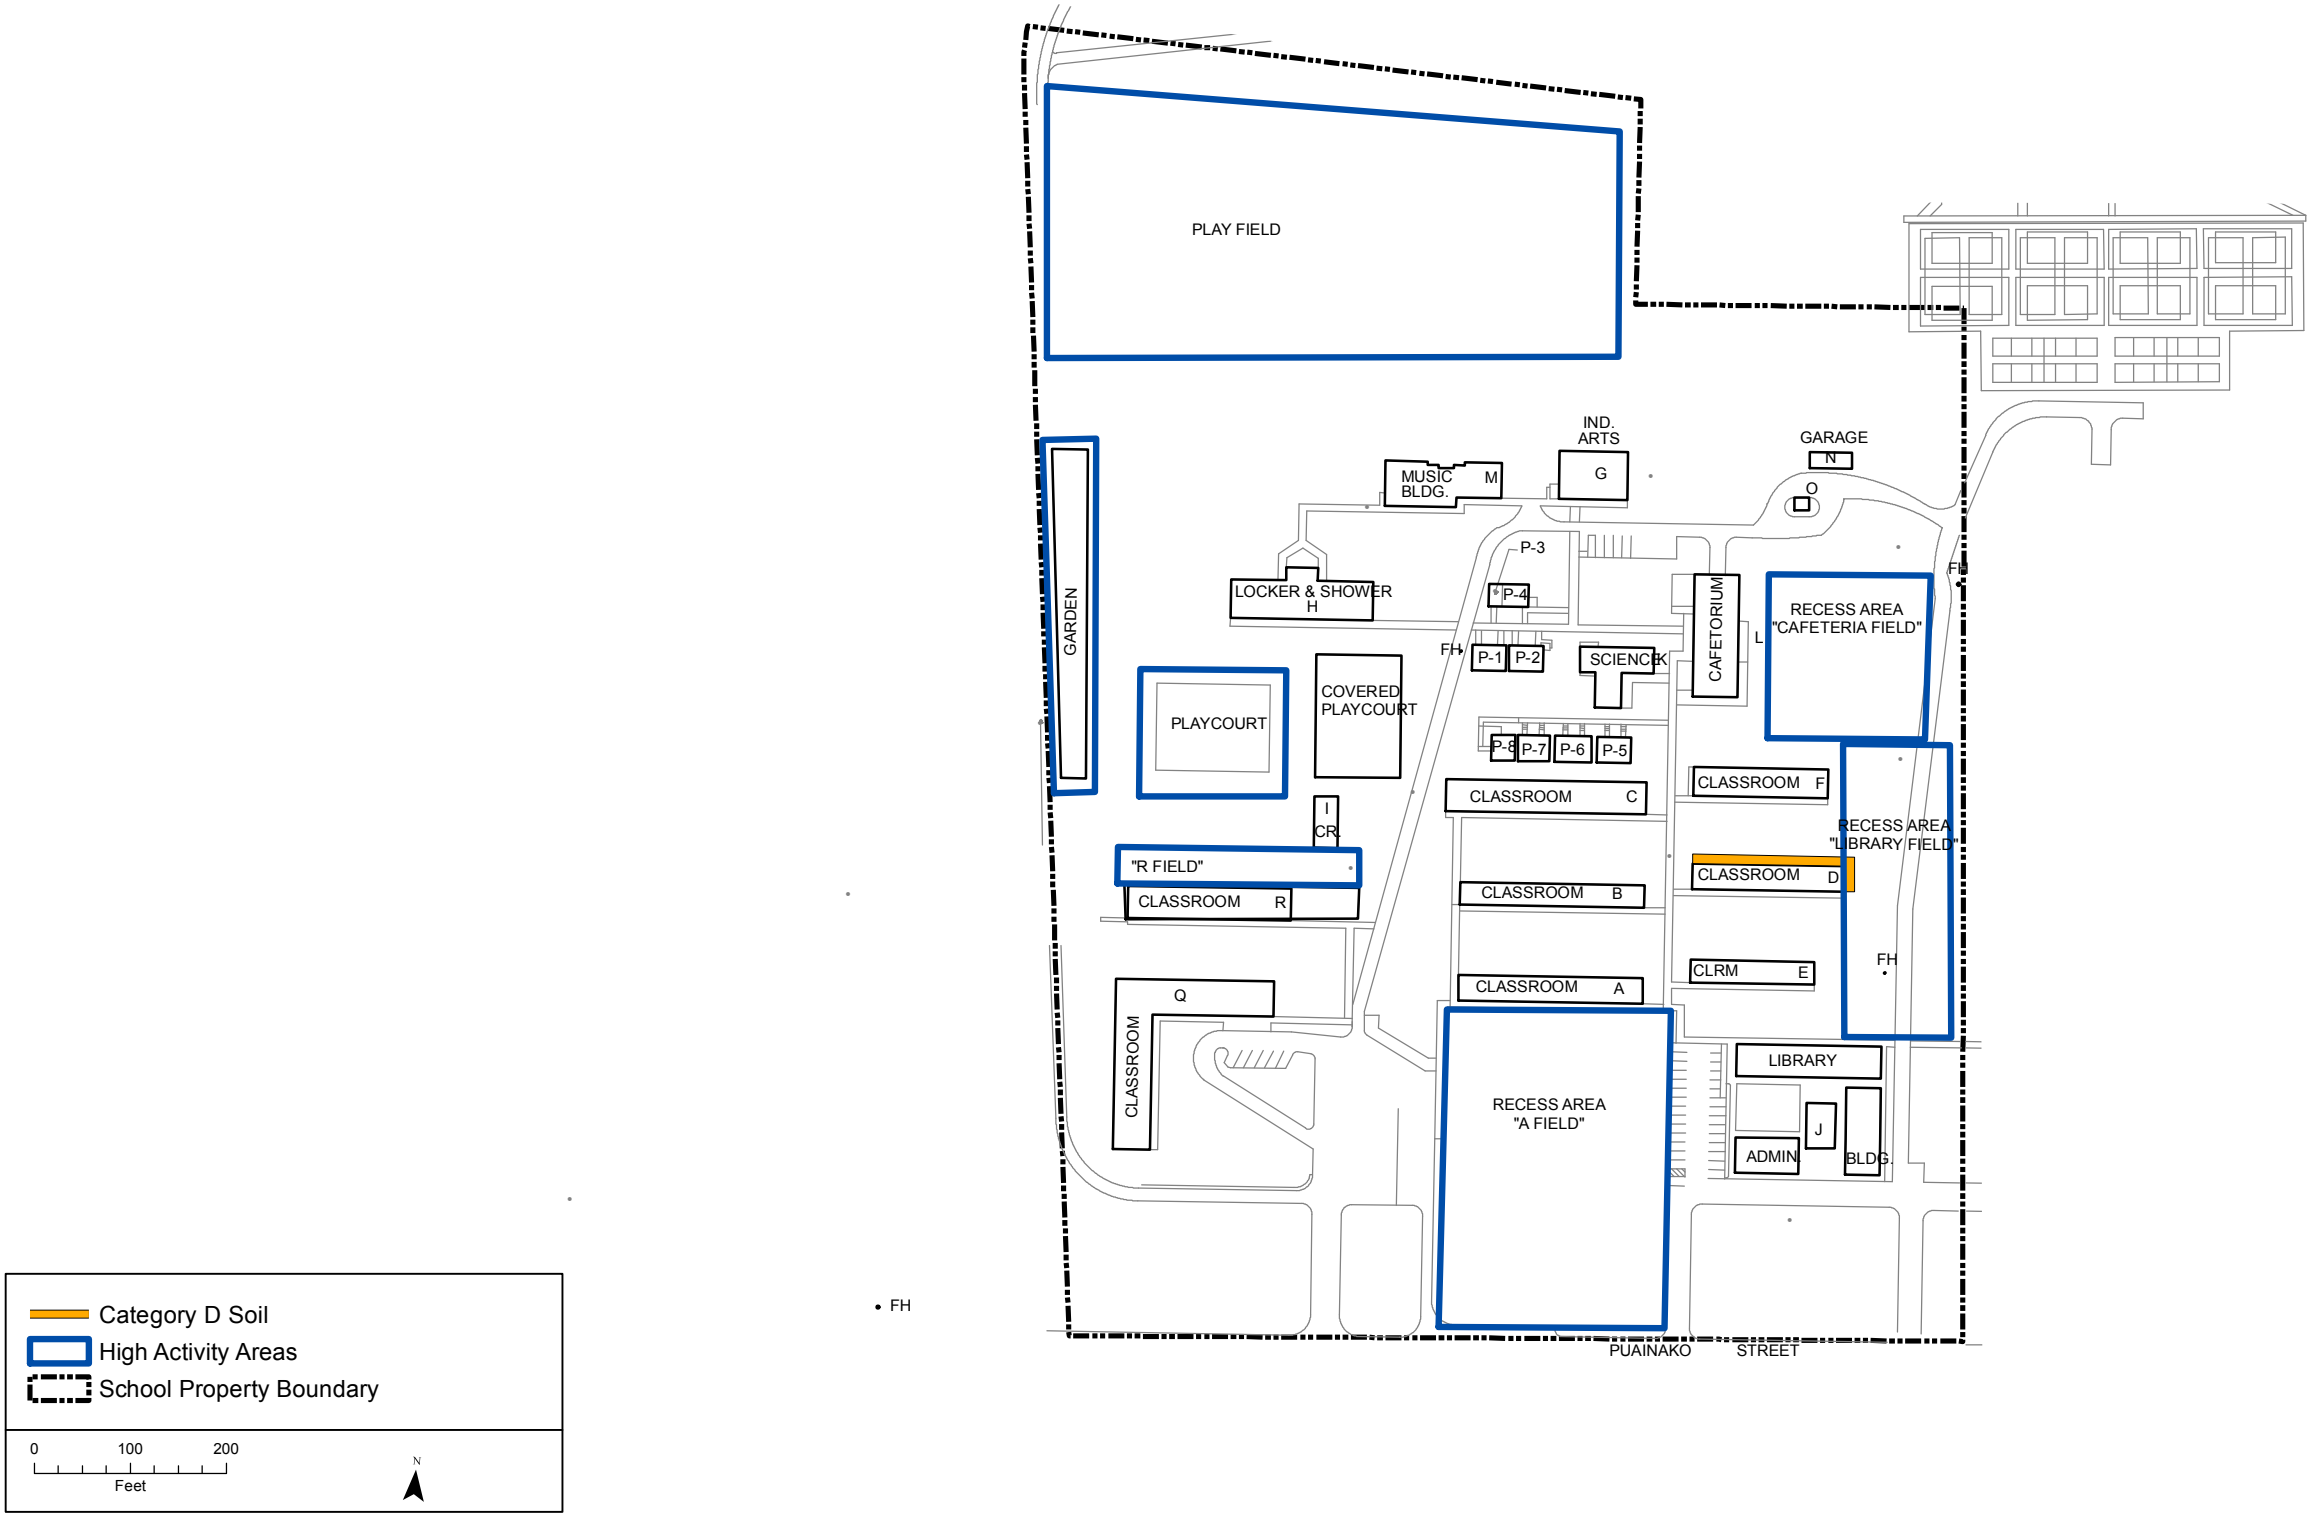 PLAY FIELD
IND.
ARTS
GARAGE
N
G
MUSIC
BLDG.
M
O
P-3
FH
LOCKER & SHOWER
H
P-4
CAFETORIUM
RECESS AREA
"CAFETERIA FIELD"
GARDEN
L
FH
P-1
P-2
SCIENCE
K
COVERED
PLAYCOURT
PLAYCOURT
P-8
P-7
P-6
P-5
CLASSROOM F
CLASSROOM C
I
CR.
RECESS AREA
"LIBRARY FIELD"
"R FIELD"
CLASSROOM D
CLASSROOM B
CLASSROOM R
FH
CLRM E
CLASSROOM A
Q
CLASSROOM
LIBRARY
RECESS AREA
"A FIELD"
J
ADMIN.
BLDG.
FH
PUAINAKO STREET
Category D Soil
High Activity Areas
School Property Boundary
0 100 200
Feet
N